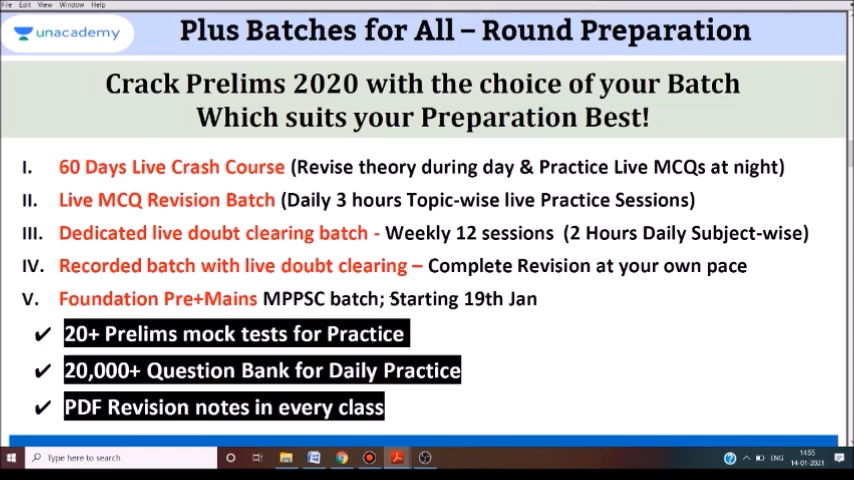 File Edit View Window Help
unacademy
Plus Batches for All – Round Preparation
Crack Prelims 2020 with the choice of your Batch
Which suits your Preparation Best!
I. 60 Days Live Crash Course (Revise theory during day & Practice Live MCQs at night)
II. Live MCQ Revision Batch (Daily 3 hours Topic-wise live Practice Sessions)
III. Dedicated live doubt clearing batch - Weekly 12 sessions (2 Hours Daily Subject-wise)
IV. Recorded batch with live doubt clearing – Complete Revision at your own pace
V. Foundation Pre+Mains MPPSC batch; Starting 19th Jan
✔ 20+ Prelims mock tests for Practice
✔ 20,000+ Question Bank for Daily Practice
✔ PDF Revision notes in every class
Type here to search
ENG
14:55
14-01-2021